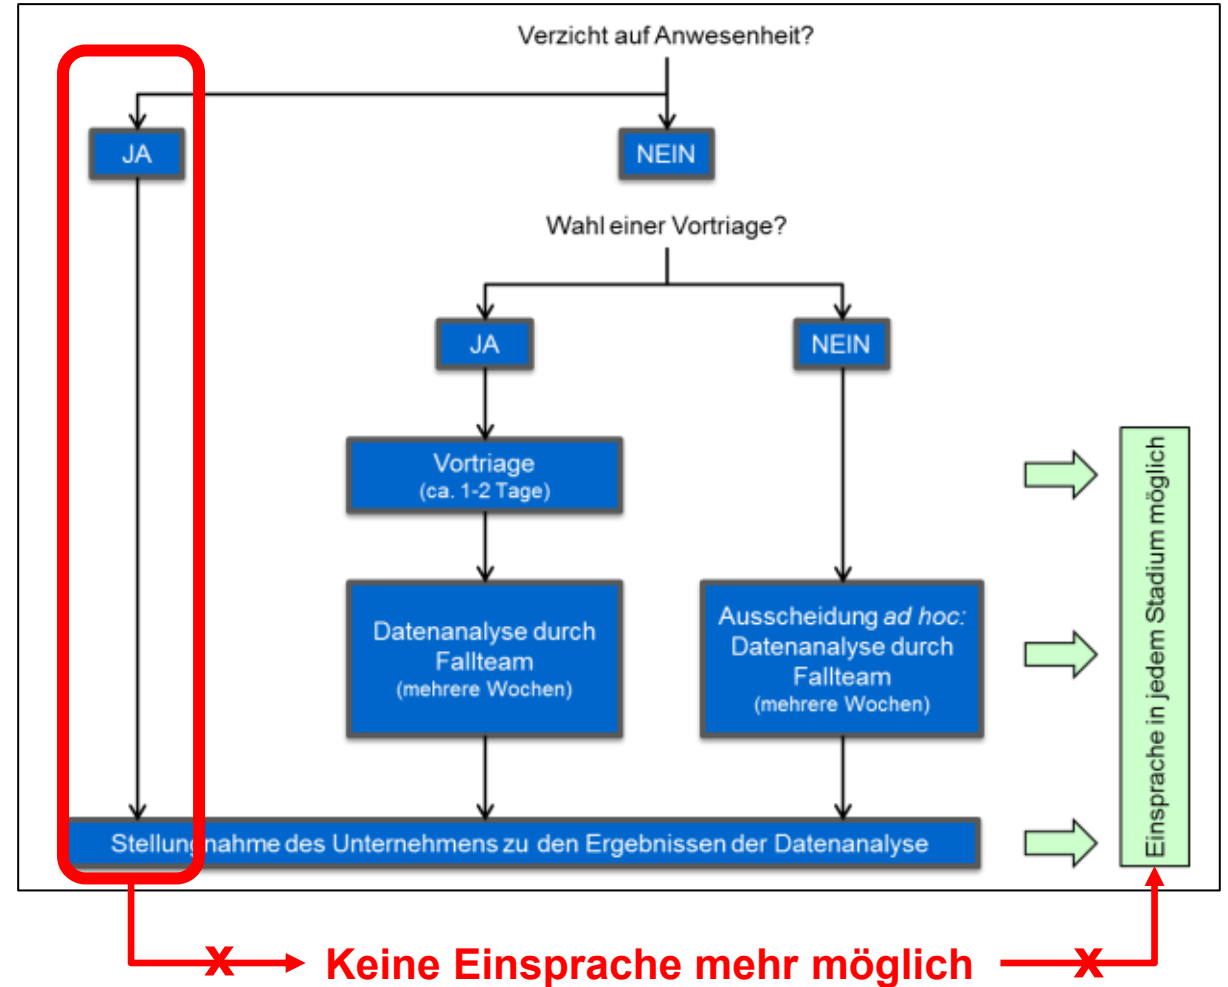 Verzicht auf Anwesenheit?
JA
NEIN
Wahl einer Vortriage?
JA
NEIN
Vortriage
(ca. 1-2 Tage)
Datenanalyse durch
Fallteam
(mehrere Wochen)
Ausscheidung ad hoc:
Datenanalyse durch
Fallteam
(mehrere Wochen)
Einsprache in jedem Stadium möglich
Stellungnahme des Unternehmens zu den Ergebnissen der Datenanalyse
X
Keine Einsprache mehr möglich
X